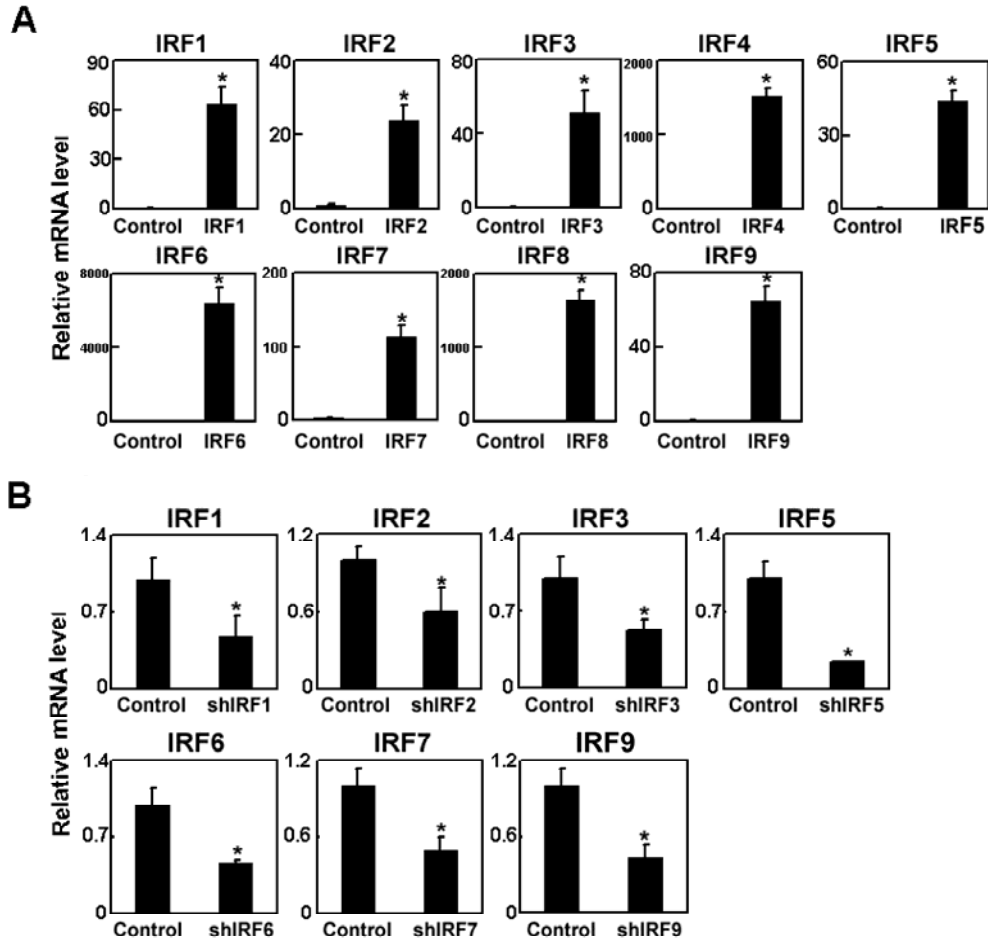 A
IRF1 IRF2 IRF3 IRF4 IRF5
Relative mRNA level
90 60 30 0
40 20 0
80 40 0
2000 1000 0
60 30 0
* * * * *
Control IRF1 Control IRF2 Control IRF3 Control IRF4 Control IRF5
IRF6 IRF7 IRF8 IRF9
8000 4000 0
200 100 0
2000 1000 0
80 40 0
* * * *
Control IRF6 Control IRF7 Control IRF8 Control IRF9
B
IRF1 IRF2 IRF3 IRF5
Relative mRNA level
1.4 0.7 0
1.2 0.6 0
1.4 0.7 0
1.4 0.7 0
* * * *
Control shIRF1 Control shIRF2 Control shIRF3 Control shIRF5
IRF6 IRF7 IRF9
1.4 0.7 0
1.2 0.6 0
1.2 0.6 0
* * *
Control shIRF6 Control shIRF7 Control shIRF9